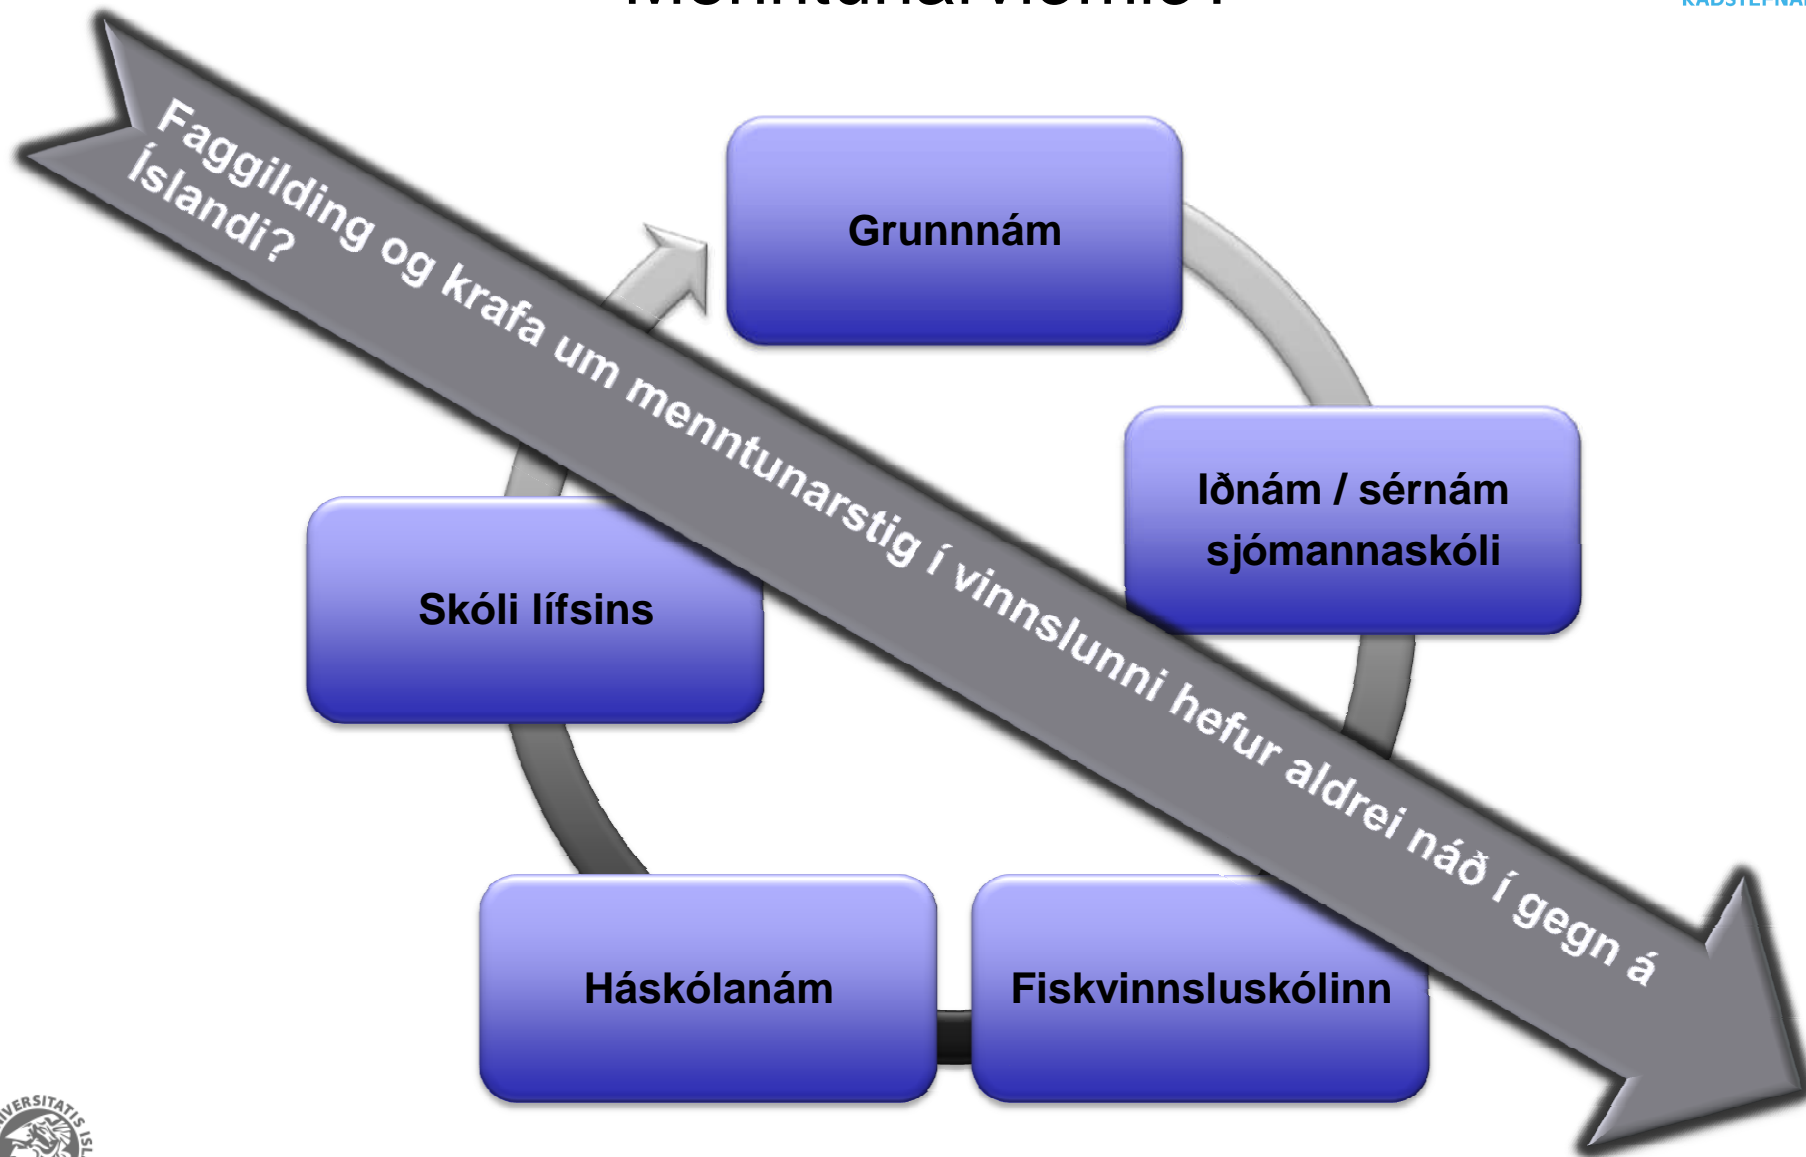 Faggilding og krafa um menntunarstig í vinnslunni hefur aldrei náð í gegn á
Íslandi?
Grunnnám
Iðnám / sérnám
sjómannaskóli
Skóli lífsins
Háskólanám
Fiskvinnsluskólinn